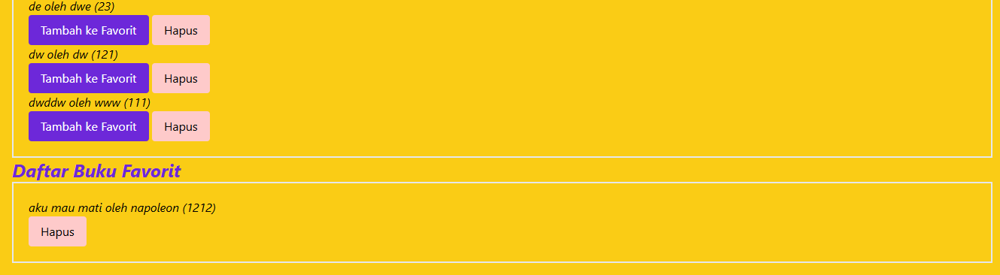 de oleh dwe (23)
Tambah ke Favorit Hapus
dw oleh dw (121)
Tambah ke Favorit Hapus
dwddw oleh www (111)
Tambah ke Favorit Hapus
Daftar Buku Favorit
aku mau mati oleh napoleon (1212)
Hapus